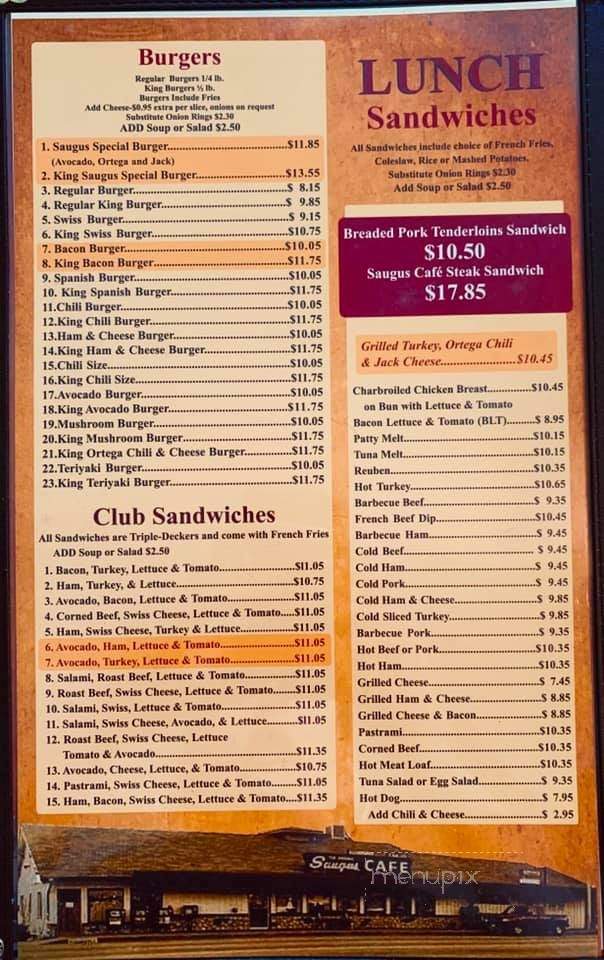 Burgers
Regular Burgers 1/4 lb.
King Burgers ½ lb.
Burgers Include Fries
Add Cheese-$0.95 extra per slice, onions on request
Substitute Onion Rings $2.30
ADD Soup or Salad $2.50
1. Saugus Special Burger...$11.85
(Avocado, Ortega and Jack)
2. King Saugus Special Burger...$13.55
3. Regular Burger...$ 8.15
4. Regular King Burger...$ 9.85
5. Swiss Burger...$ 9.15
6. King Swiss Burger...$10.75
7. Bacon Burger...$10.05
8. King Bacon Burger...$11.75
9. Spanish Burger...$10.05
10. King Spanish Burger...$11.75
11.Chili Burger...$10.05
12.King Chili Burger...$11.75
13.Ham & Cheese Burger...$10.05
14.King Ham & Cheese Burger...$11.75
15.Chili Size...$10.05
16.King Chili Size...$11.75
17.Avocado Burger...$10.05
18.King Avocado Burger...$11.75
19.Mushroom Burger...$10.05
20.King Mushroom Burger...$11.75
21.King Ortega Chili & Cheese Burger...$11.75
22.Teriyaki Burger...$10.05
23.King Teriyaki Burger...$11.75
Club Sandwiches
All Sandwiches are Triple-Deckers and come with French Fries
ADD Soup or Salad $2.50
1. Bacon, Turkey, Lettuce & Tomato...$11.05
2. Ham, Turkey, & Lettuce...$10.75
3. Avocado, Bacon, Lettuce & Tomato...$11.05
4. Corned Beef, Swiss Cheese, Lettuce & Tomato...$11.05
5. Ham, Swiss Cheese, Turkey & Lettuce...$11.05
6. Avocado, Ham, Lettuce & Tomato...$11.05
7. Avocado, Turkey, Lettuce & Tomato...$11.05
8. Salami, Roast Beef, Lettuce & Tomato...$11.05
9. Roast Beef, Swiss Cheese, Lettuce & Tomato...$11.05
10. Salami, Swiss, Lettuce & Tomato...$11.05
11. Salami, Swiss Cheese, Avocado, & Lettuce...$11.05
12. Roast Beef, Swiss Cheese, Lettuce
Tomato & Avocado...$11.35
13. Avocado, Cheese, Lettuce, & Tomato...$10.75
14. Pastrami, Swiss Cheese, Lettuce & Tomato...$11.05
15. Ham, Bacon, Swiss Cheese, Lettuce & Tomato...$11.35
LUNCH
Sandwiches
All Sandwiches include choice of French Fries,
Coleslaw, Rice or Mashed Potatoes.
Substitute Onion Rings $2.30
Add Soup or Salad $2.50
Breaded Pork Tenderloins Sandwich
$10.50
Saugus Café Steak Sandwich
$17.85
Grilled Turkey, Ortega Chili
& Jack Cheese...$10.45
Charbroiled Chicken Breast...$10.45
on Bun with Lettuce & Tomato
Bacon Lettuce & Tomato (BLT)...$ 8.95
Patty Melt...$10.15
Tuna Melt...$10.15
Reuben...$10.35
Hot Turkey...$10.65
Barbecue Beef...$ 9.35
French Beef Dip...$10.45
Barbecue Ham...$ 9.45
Cold Beef...$ 9.45
Cold Ham...$ 9.45
Cold Pork...$ 9.45
Cold Ham & Cheese...$ 9.85
Cold Sliced Turkey...$ 9.85
Barbecue Pork...$ 9.35
Hot Beef or Pork...$10.35
Hot Ham...$10.35
Grilled Cheese...$ 7.45
Grilled Ham & Cheese...$ 8.85
Grilled Cheese & Bacon...$ 8.85
Pastrami...$10.35
Corned Beef...$10.35
Hot Meat Loaf...$10.35
Tuna Salad or Egg Salad...$ 9.35
Hot Dog...$ 7.95
Add Chili & Cheese...$ 2.95
Saugus CAFE
menupix